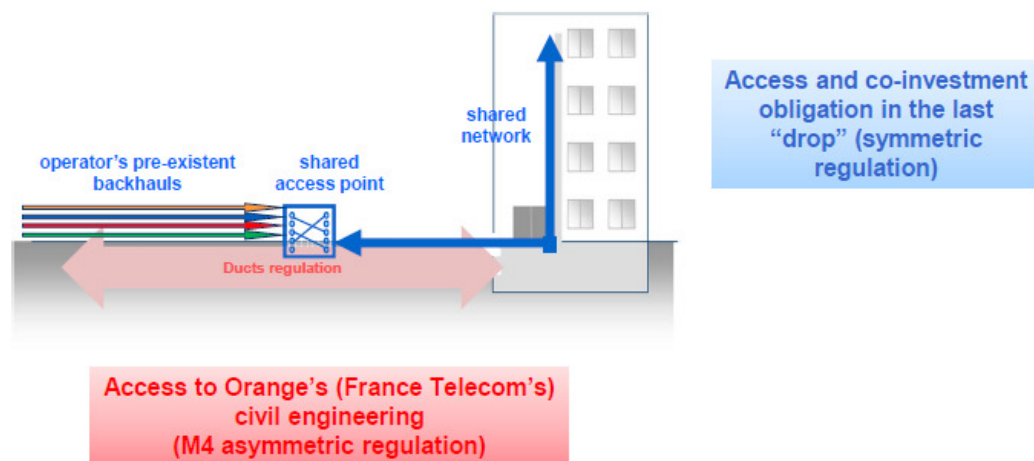 Access and co-investment
obligation in the last
“drop” (symmetric
regulation)
shared
network
operator’s pre-existent
backhauls
shared
access point
Ducts regulation
Access to Orange’s (France Telecom’s)
civil engineering
(M4 asymmetric regulation)